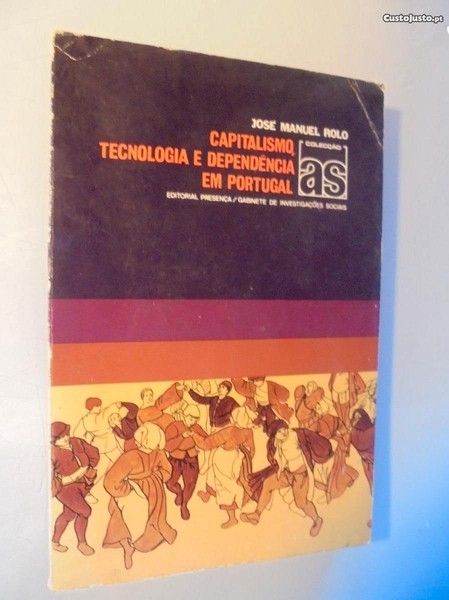 CustoJusto.pt
JOSÉ MANUEL ROLO
CAPITALISMO,
TECNOLOGIA E DEPENDÊNCIA
EM PORTUGAL
COLECÇÃO
as
EDITORIAL PRESENÇA / GABINETE DE INVESTIGAÇÕES SOCIAIS